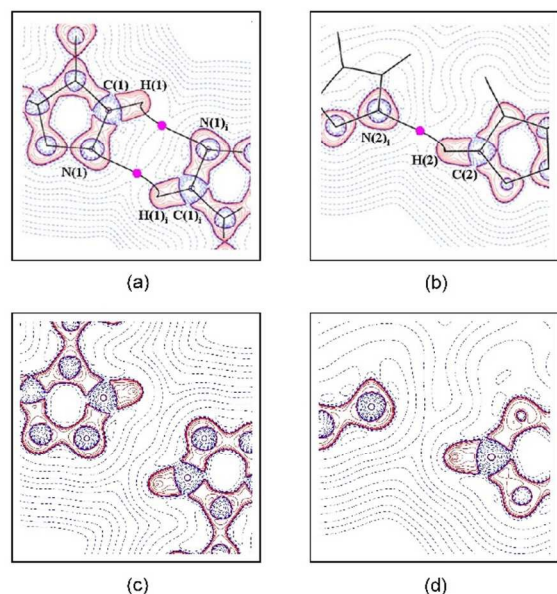 C(1) H(1)
N(1)i
N(1)
H(1)i C(1)i
(a)
N(2)i
H(2) C(2)
(b)
(c)
(d)